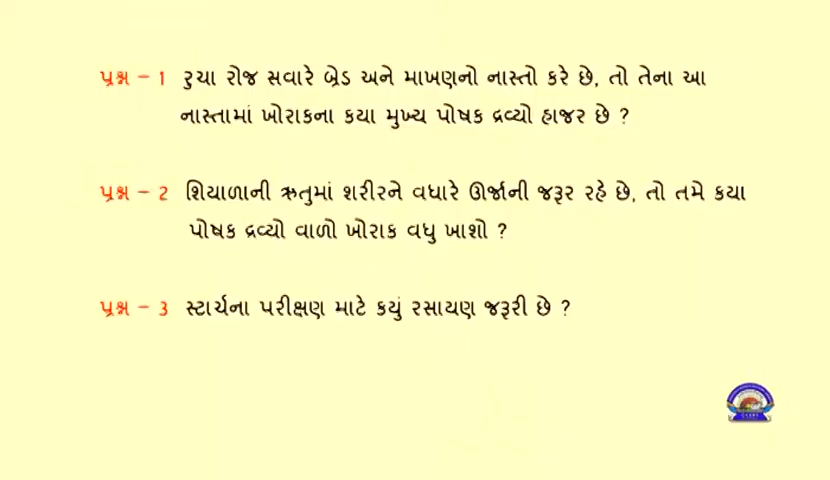 પ્રશ્ન - 1 ટુચા રોજ સવારે બ્રેડ અને માખણનો નાસ્તો કરે છે, તો તેના આ
નાસ્તામાં ખોરાકના કયા મુખ્ય પોષક દ્રવ્યો હાજર છે ?
પ્રશ્ન - 2 શિયાળાની ઋતુમાં શરીરને વધારે ઊર્જાની જરૂર રહે છે, તો તમે કયા
પોષક દ્રવ્યો વાળો ખોરાક વધુ ખાશો ?
પ્રશ્ન - 3 સ્ટાર્ચના પરીક્ષણ માટે કયું રસાયણ જરૂરી છે ?